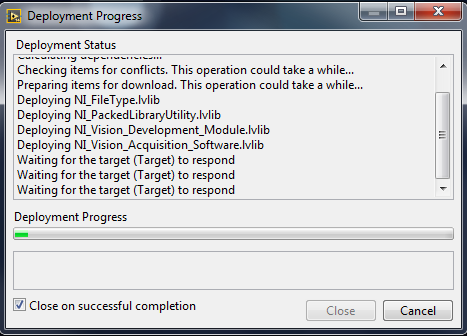 Deployment Progress
Deployment Status
Calculating dependencies...
Checking items for conflicts. This operation could take a while...
Preparing items for download. This operation could take a while...
Deploying NI_FileType.lvlib
Deploying NI_PackedLibraryUtility.lvlib
Deploying NI_Vision_Development_Module.lvlib
Deploying NI_Vision_Acquisition_Software.lvlib
Waiting for the target (Target) to respond
Waiting for the target (Target) to respond
Waiting for the target (Target) to respond
Deployment Progress
Close on successful completion
Close
Cancel